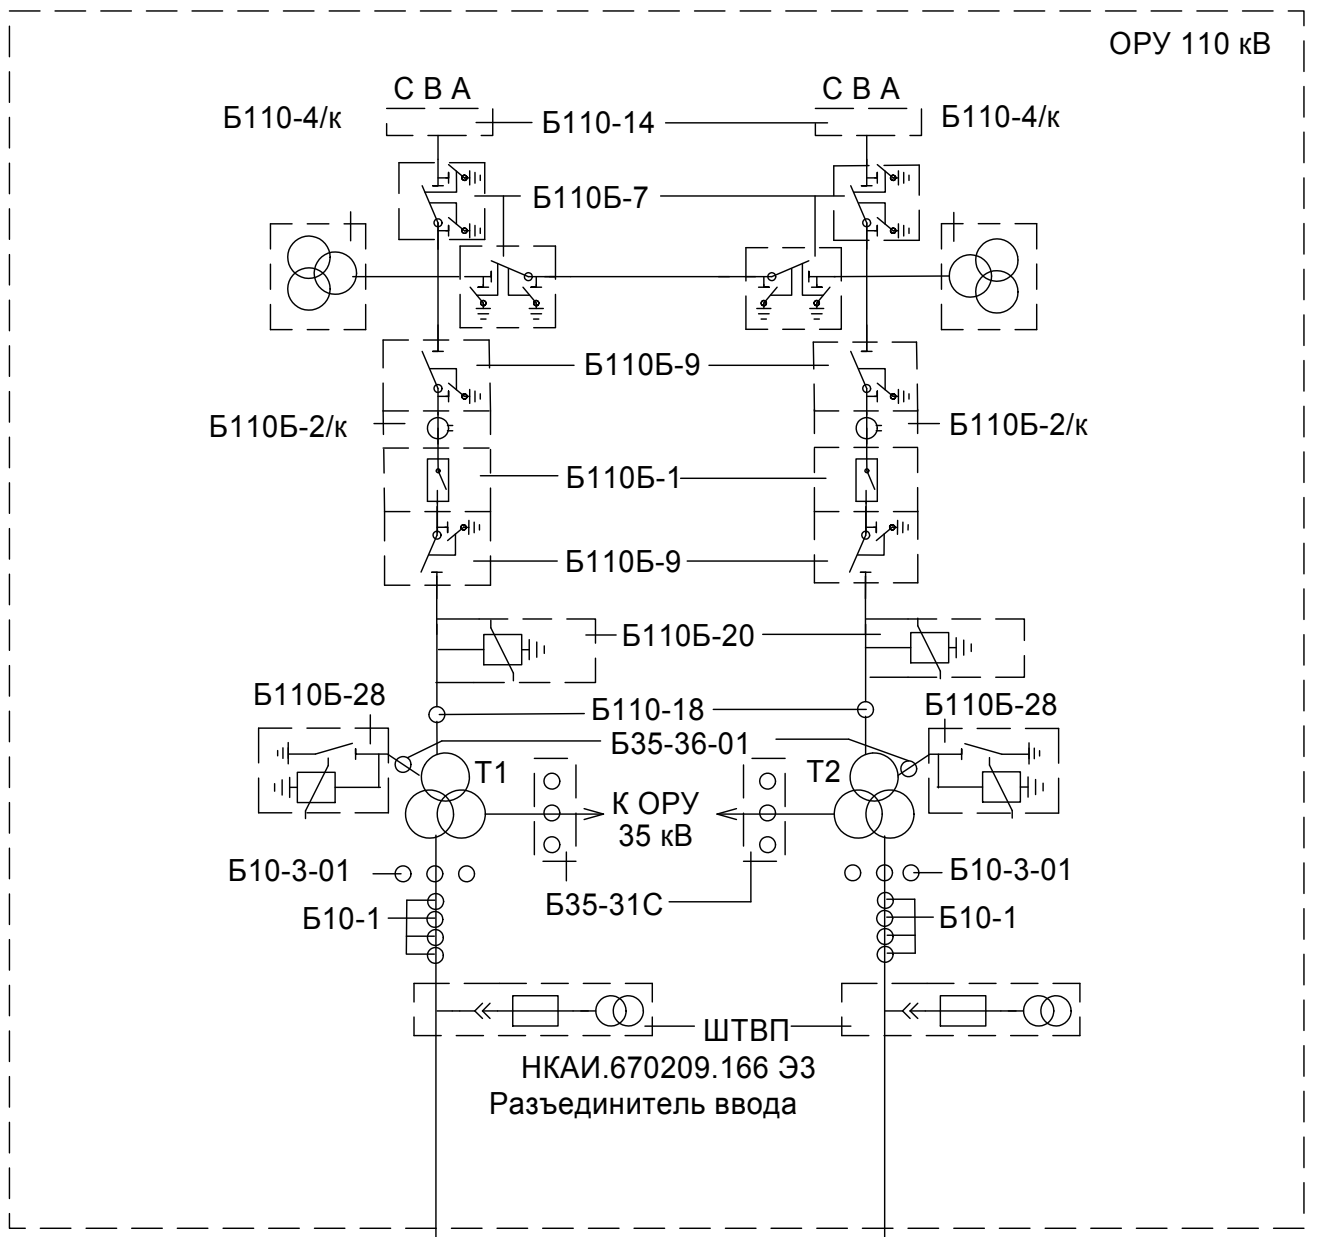 ОРУ 110 кВ
С В А
С В А
Б110-4/к
Б110-14
Б110-4/к
Б110Б-7
Б110Б-9
Б110Б-2/к
Б110Б-2/к
Б110Б-1
Б110Б-9
Б110Б-20
Б110Б-28
Б110-18
Б110Б-28
Б35-36-01
Т1
Т2
К ОРУ
35 кВ
Б10-3-01
Б10-3-01
Б35-31С
Б10-1
Б10-1
ШТВП
НКАИ.670209.166 Э3
Разъединитель ввода